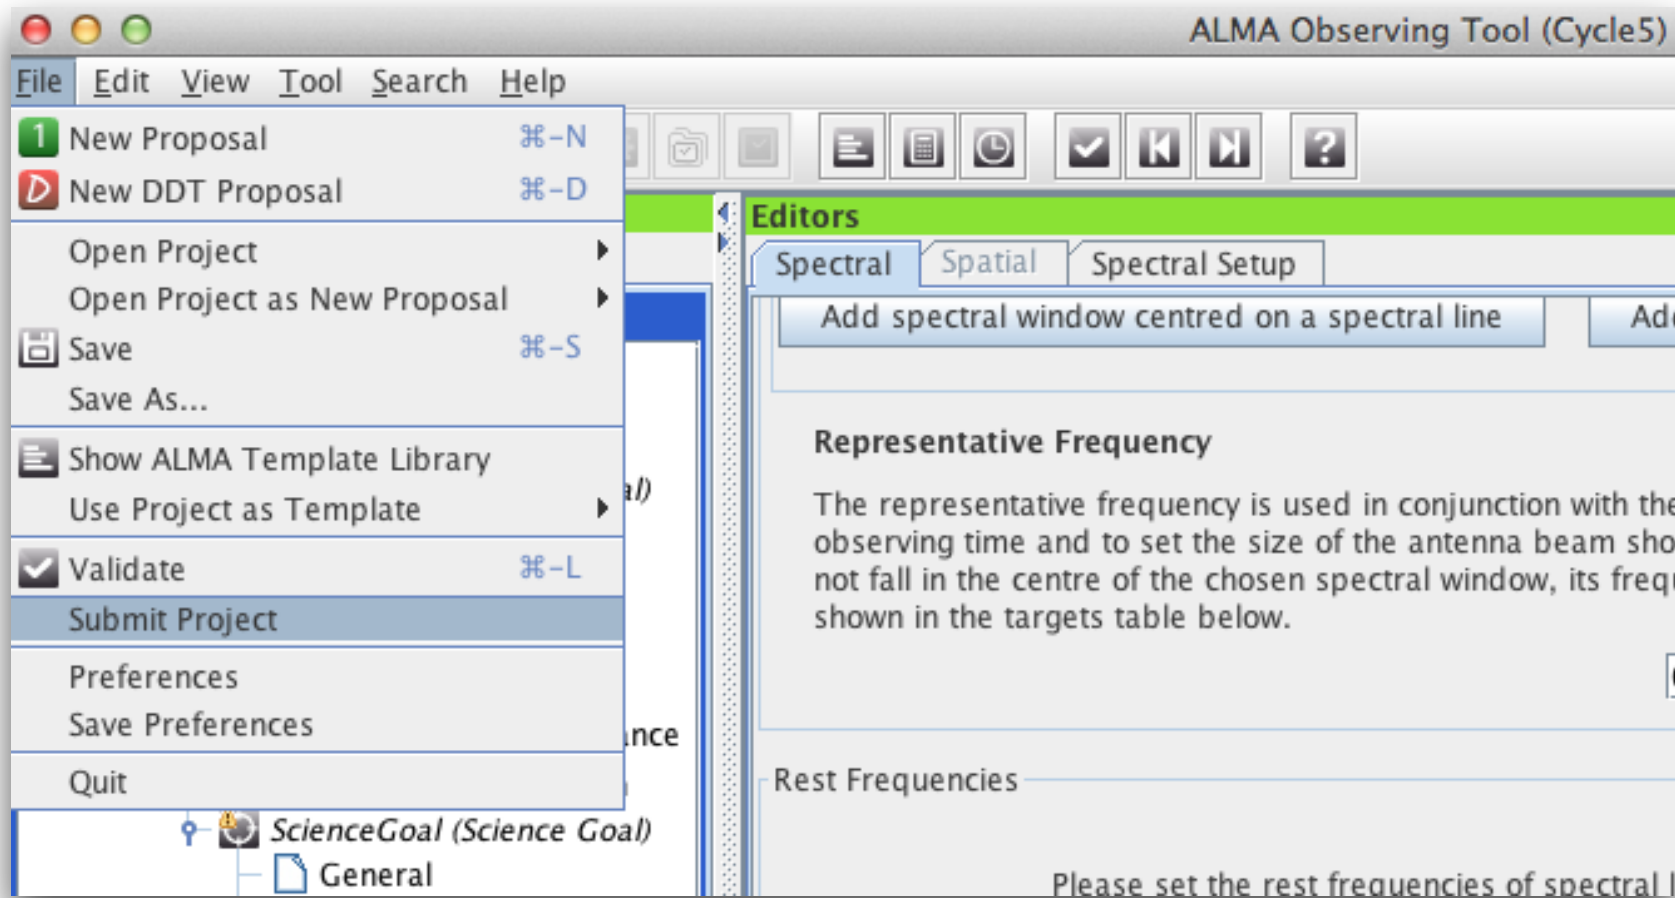 ALMA Observing Tool (Cycle5)
File Edit View Tool Search Help
1 New Proposal ⌘-N
D New DDT Proposal ⌘-D
Open Project
Open Project as New Proposal
Save ⌘-S
Save As...
Show ALMA Template Library
Use Project as Template
Validate ⌘-L
Submit Project
Preferences
Save Preferences
Quit
ScienceGoal (Science Goal)
General
?
Editors
Spectral Spatial Spectral Setup
Add spectral window centred on a spectral line
Representative Frequency
The representative frequency is used in conjunction with the
observing time and to set the size of the antenna beam
not fall in the centre of the chosen spectral window, its
shown in the targets table below.
Rest Frequencies
Please set the rest frequencies of spectral